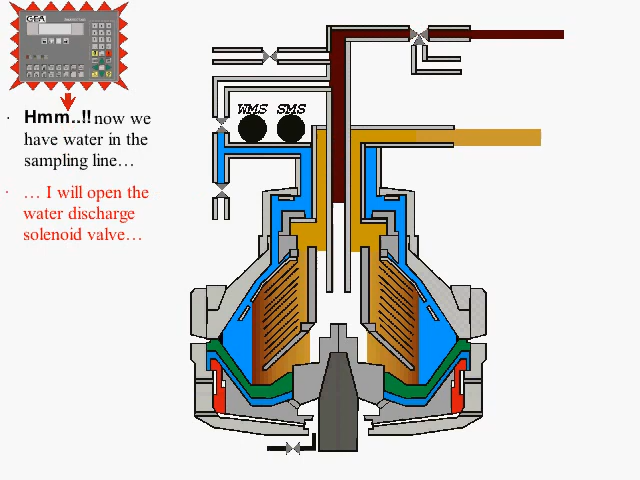 GEA
· Hmm..!! now we
have water in the
sampling line…
· … I will open the
water discharge
solenoid valve…
WMS SMS